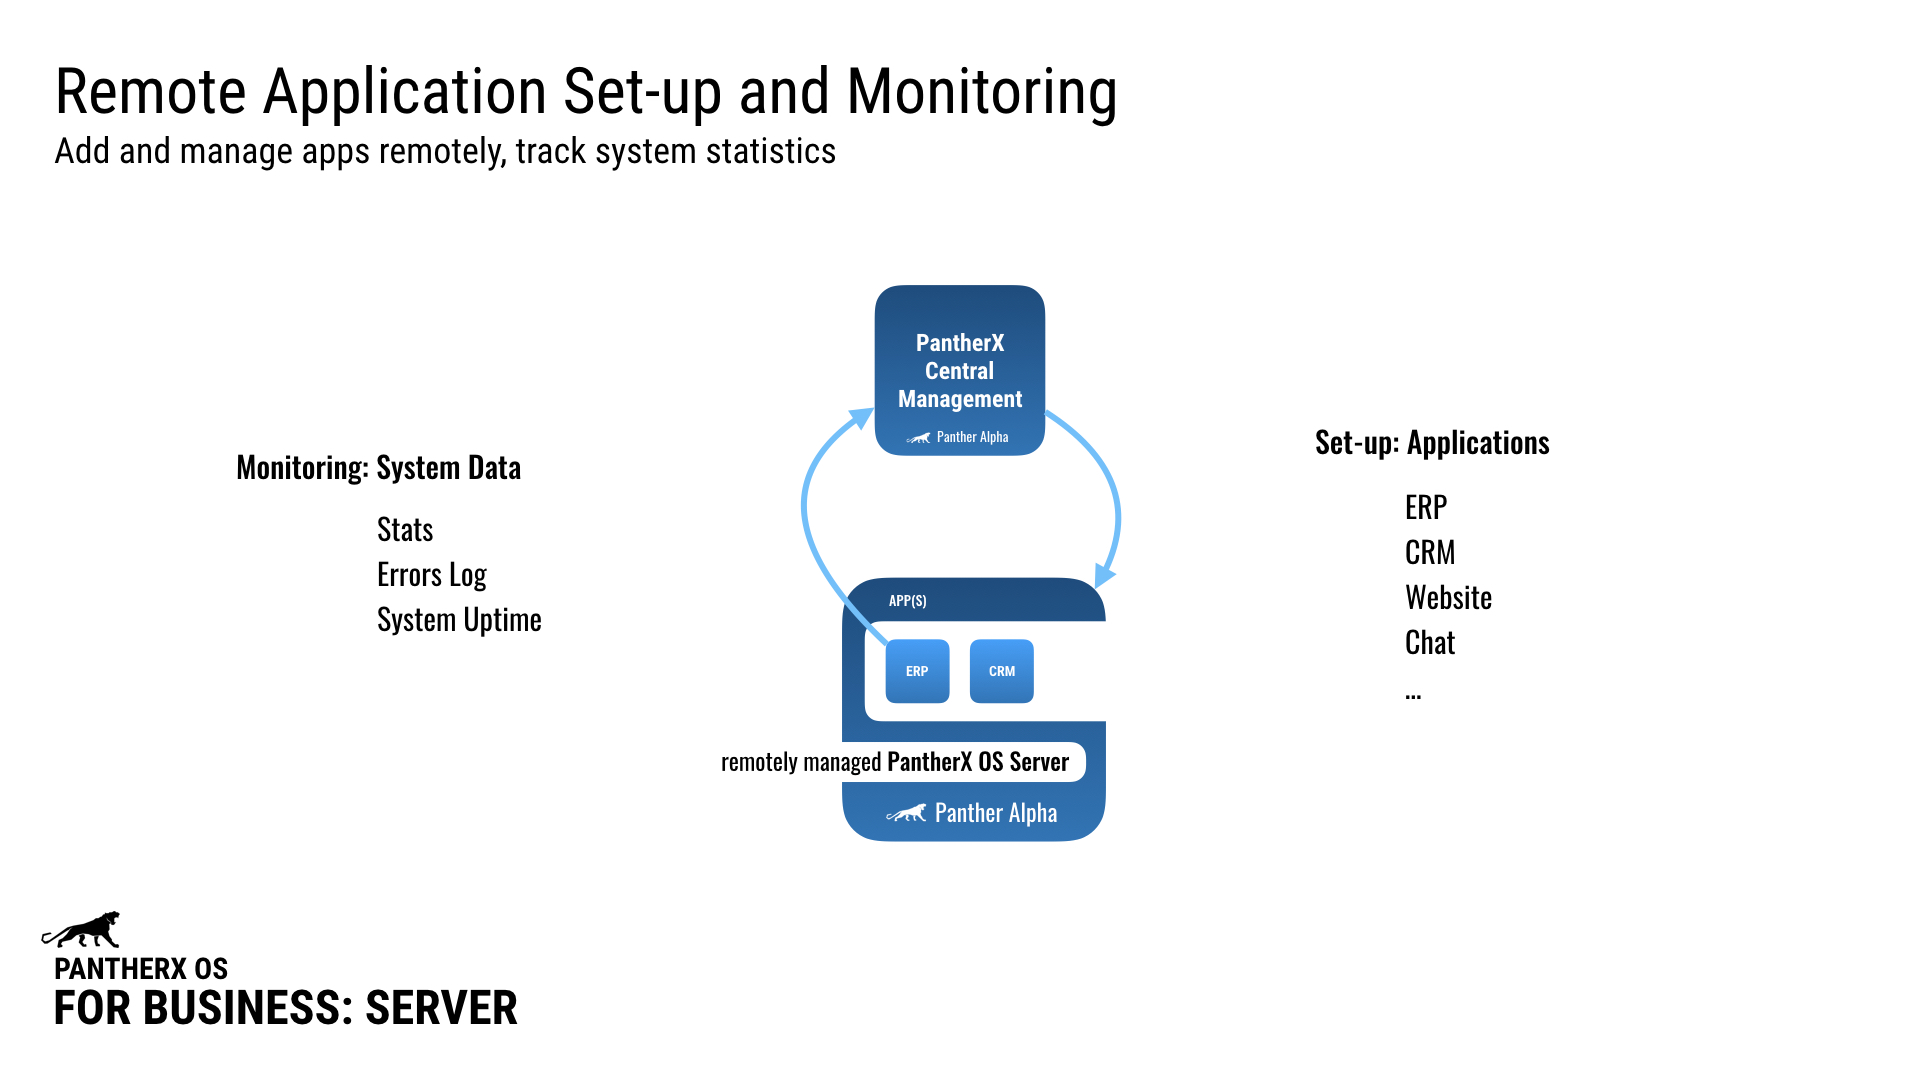 Remote Application Set-up and Monitoring
Add and manage apps remotely, track system statistics
Monitoring: System Data
Stats
Errors Log
System Uptime
PantherX
Central
Management
Panther Alpha
APP(S)
ERP
CRM
remotely managed PantherX OS Server
Panther Alpha
Set-up: Applications
ERP
CRM
Website
Chat
...
PANTHERX OS
FOR BUSINESS: SERVER